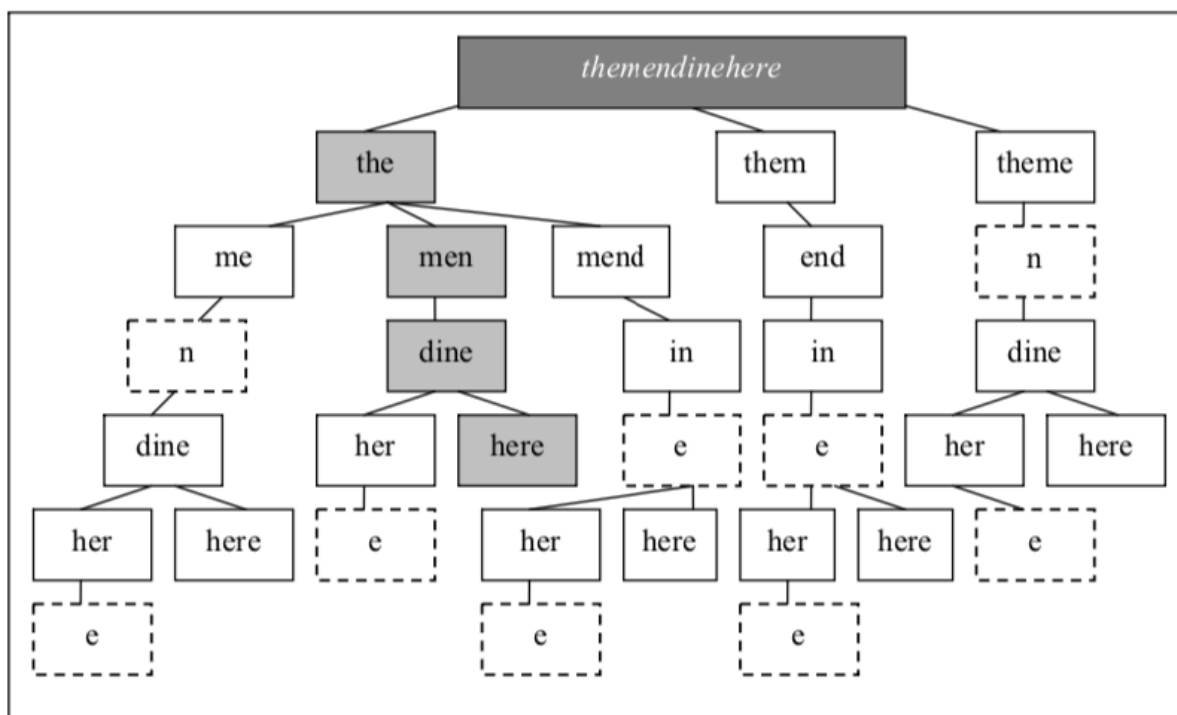 themendinehere
the them theme
me men mend end n
n dine in in dine
dine her here e e her here
her here e her here her here e
e e e